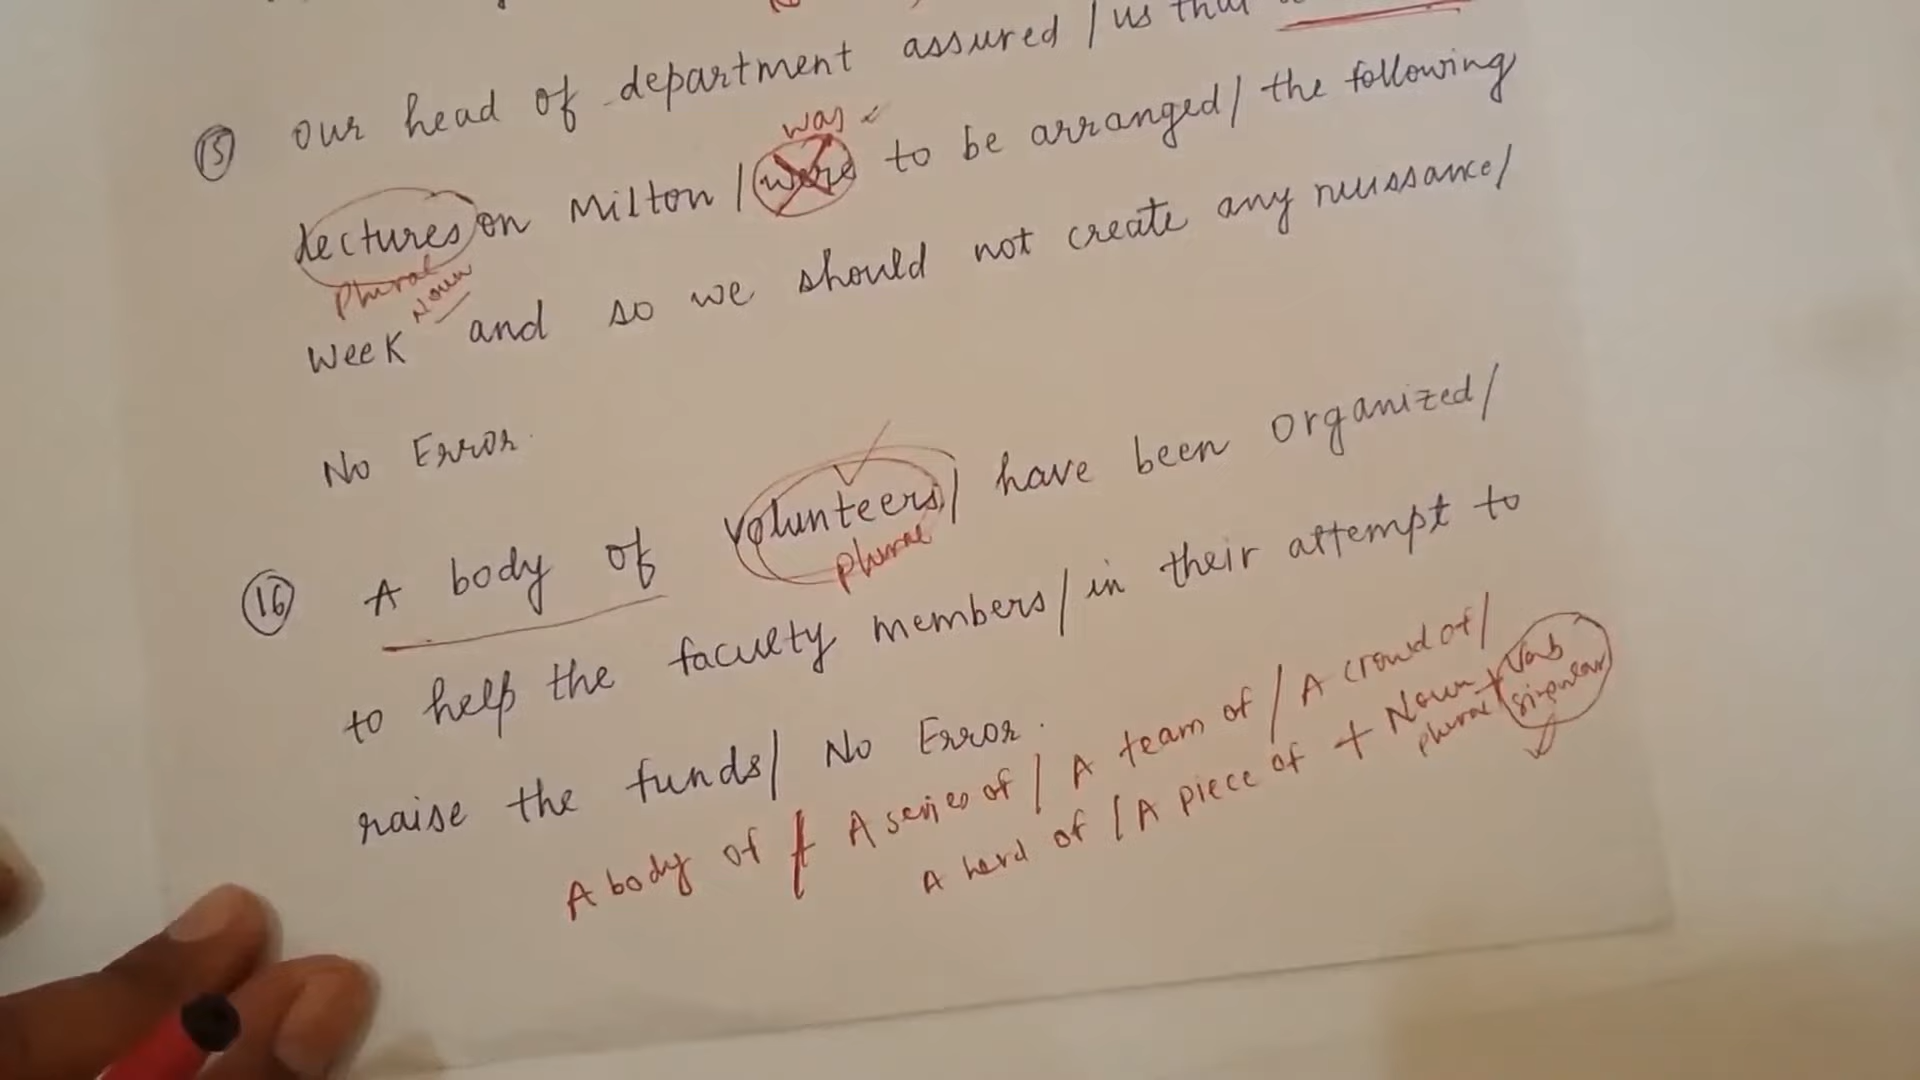 (15) Our head of department assured / us that
was
lectures on Milton / were to be arranged / the following
Plural Noun
week and so we should not create any nuissance/
No Error.
(16) A body of volunteers / have been organized /
plural
to help the faculty members / in their attempt to
raise the funds / No Error.
A body of / A series of / A team of / A crowd of /
A herd of / A piece of + Noun plural + Verb singular